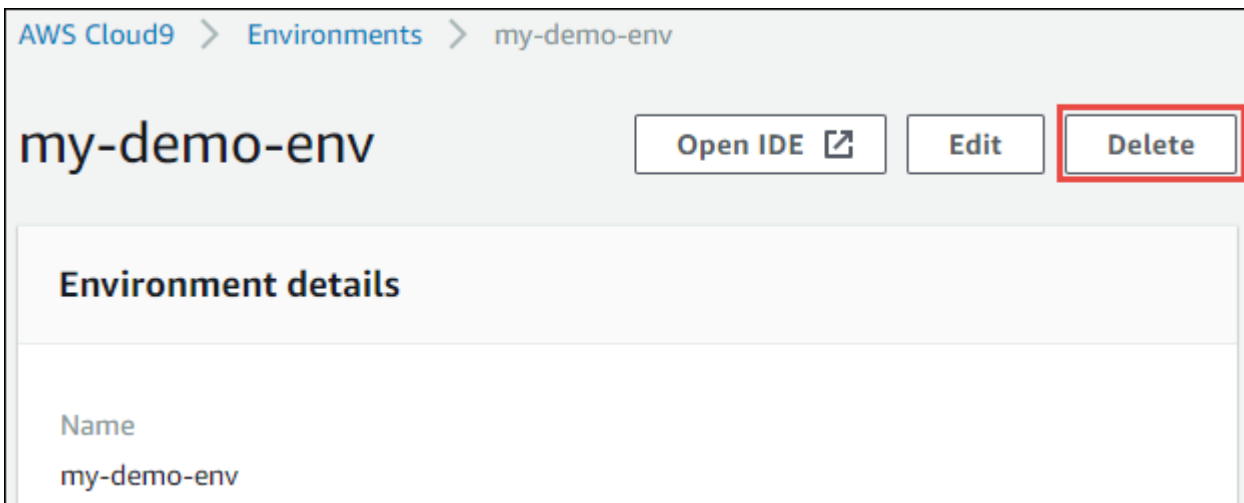 AWS Cloud9 > Environments > my-demo-env
my-demo-env Open IDE Edit Delete
Environment details
Name
my-demo-env